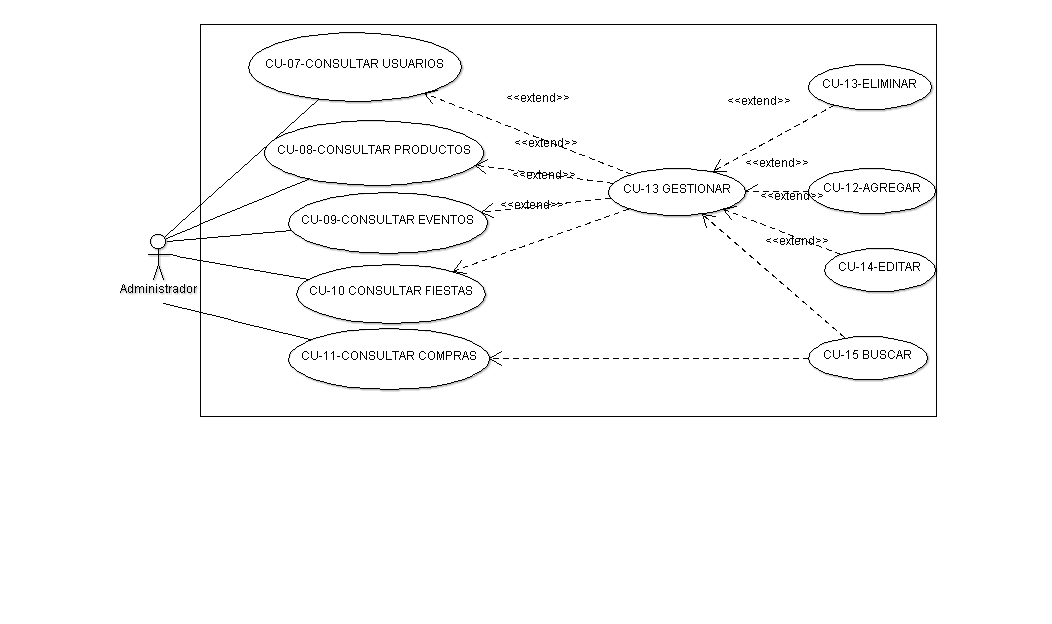 CU-07-CONSULTAR USUARIOS
<<extend>>
CU-13-ELIMINAR
<<extend>>
CU-08-CONSULTAR PRODUCTOS
<<extend>>
<<extend>>
<<extend>>
CU-13 GESTIONAR
CU-12-AGREGAR
<<extend>>
<<extend>>
CU-09-CONSULTAR EVENTOS
<<extend>>
CU-14-EDITAR
Administrador
CU-10 CONSULTAR FIESTAS
CU-11-CONSULTAR COMPRAS
CU-15 BUSCAR